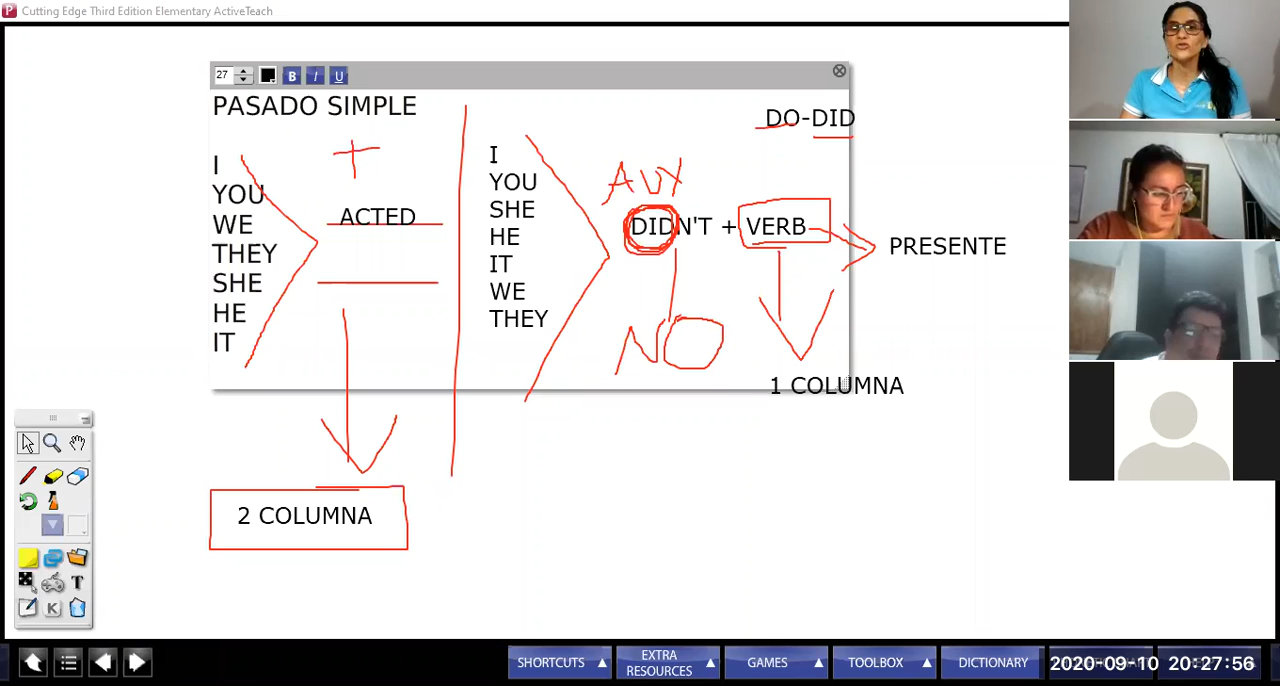 Cutting Edge Third Edition Elementary ActiveTeach
27 B I U
PASADO SIMPLE
DO-DID
+
I
YOU
WE
THEY
SHE
HE
IT
ACTED
I
YOU
SHE
HE
IT
WE
THEY
AUX
DIDN'T + VERB
PRESENTE
NO
1 COLUMNA
2 COLUMNA
T
K
SHORTCUTS
EXTRA
RESOURCES
GAMES
TOOLBOX
DICTIONARY
2020-09-10 20:27:56